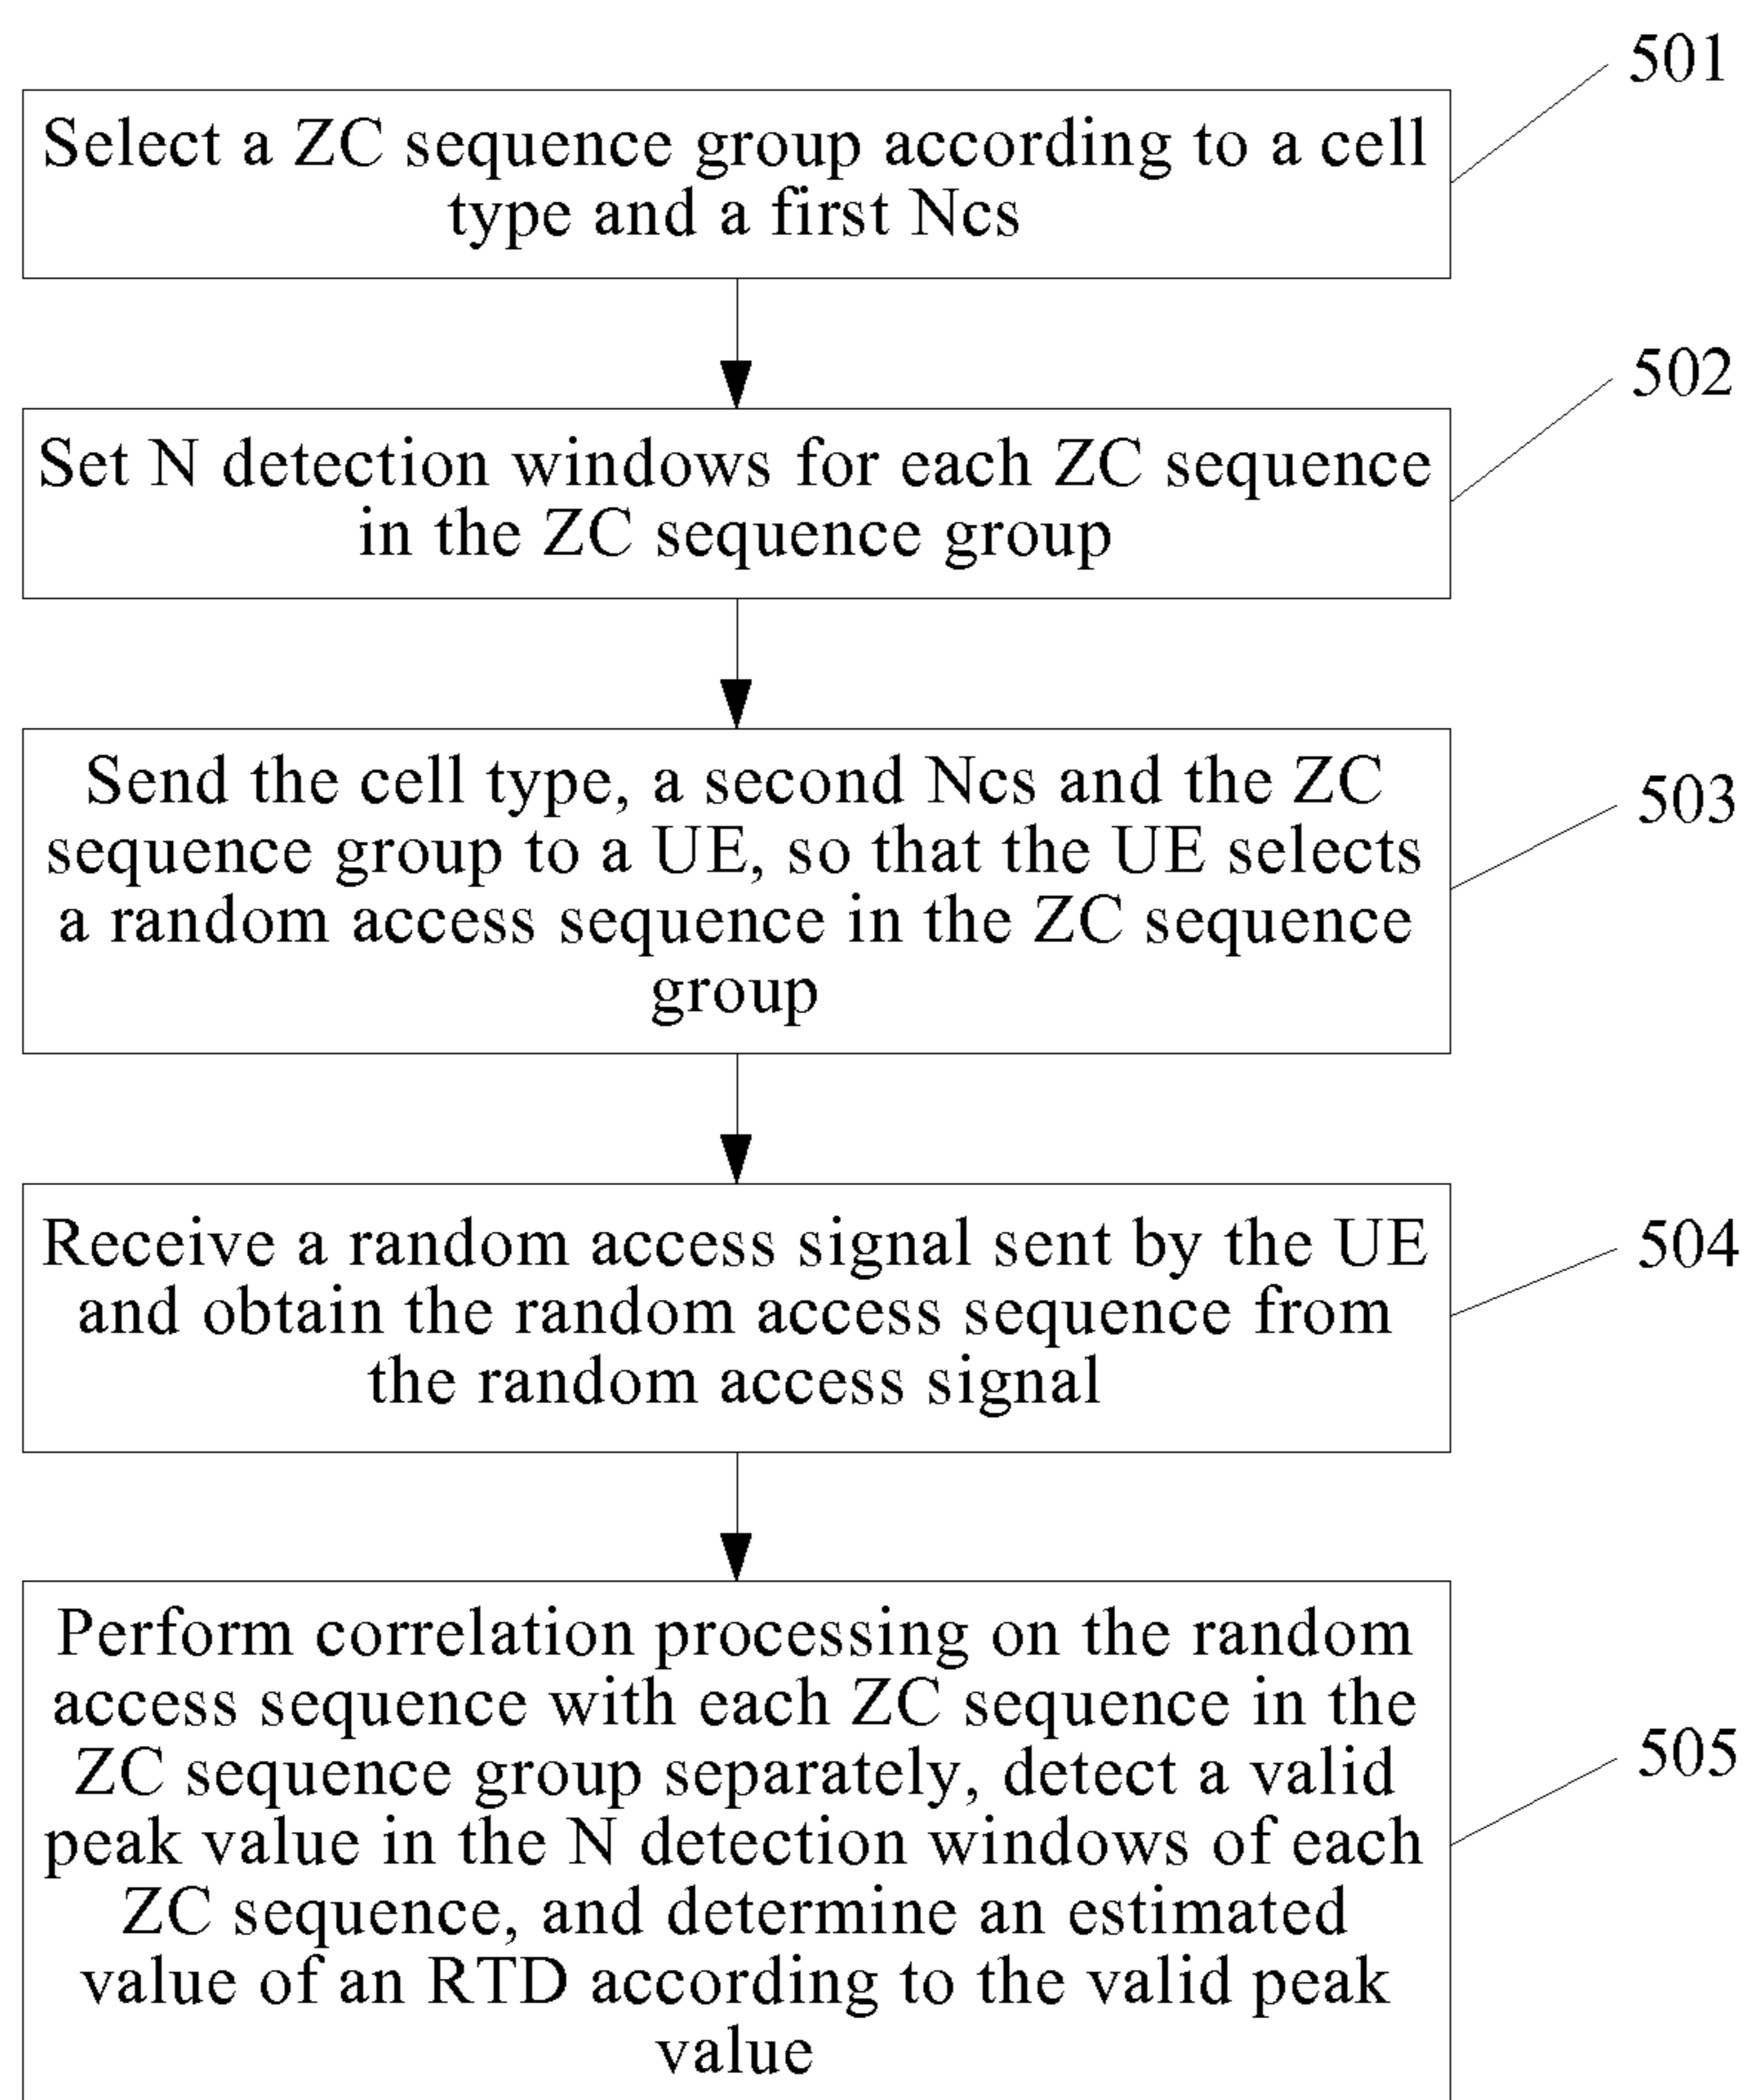 501
Select a ZC sequence group according to a cell
type and a first Ncs
502
Set N detection windows for each ZC sequence
in the ZC sequence group
503
Send the cell type, a second Ncs and the ZC
sequence group to a UE, so that the UE selects
a random access sequence in the ZC sequence
group
504
Receive a random access signal sent by the UE
and obtain the random access sequence from
the random access signal
505
Perform correlation processing on the random
access sequence with each ZC sequence in the
ZC sequence group separately, detect a valid
peak value in the N detection windows of each
ZC sequence, and determine an estimated
value of an RTD according to the valid peak
value